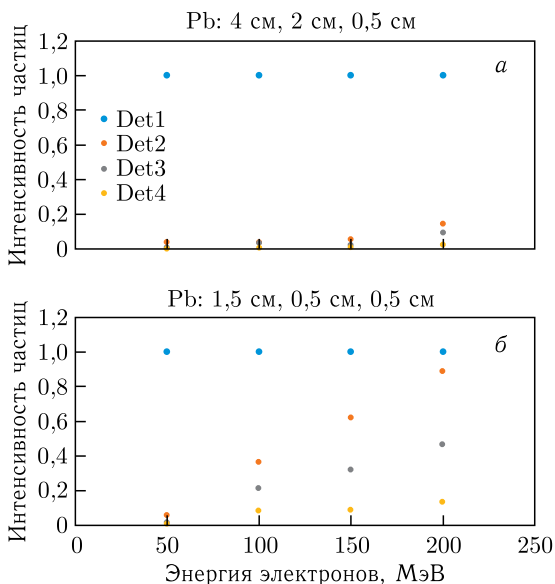 Pb: 4 см, 2 см, 0,5 см
1,2
а
1,0
Det1
0,8
Det2
0,6
Det3
0,4
Det4
0,2
0
Интенсивность частиц
Pb: 1,5 см, 0,5 см, 0,5 см
1,2
б
1,0
0,8
0,6
0,4
0,2
0
Интенсивность частиц
0 50 100 150 200 250
Энергия электронов, МэВ